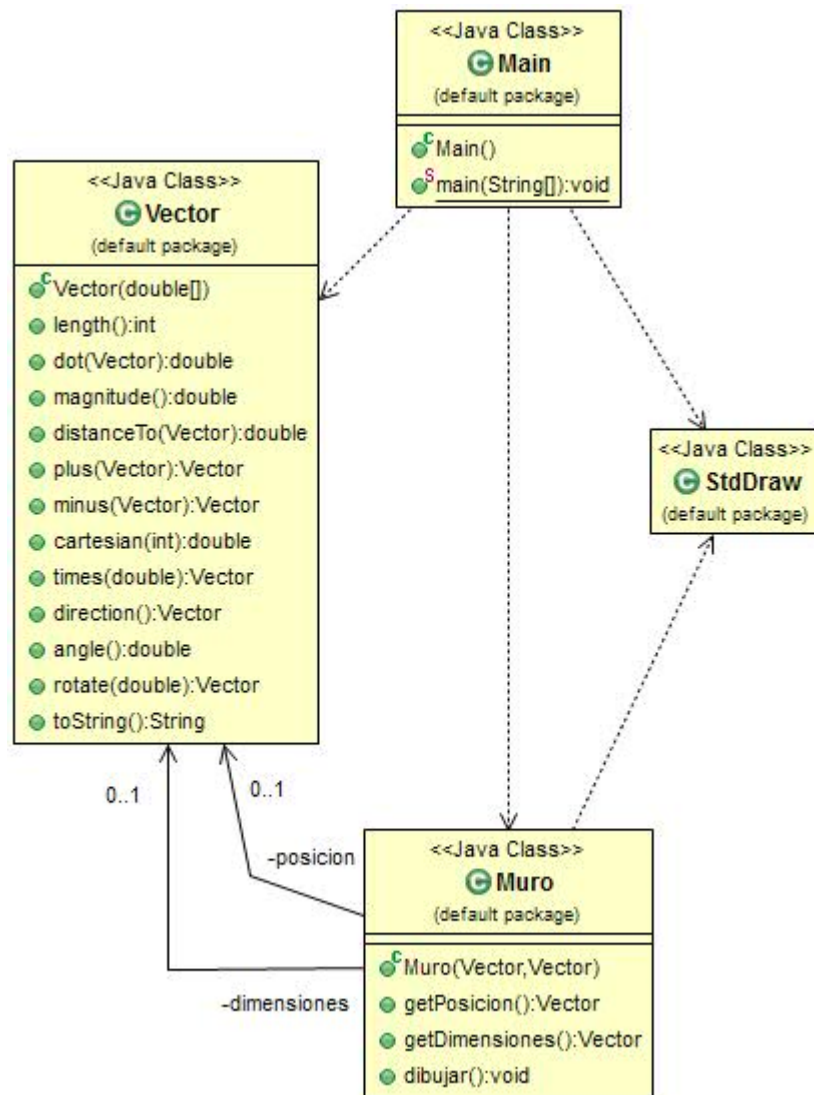 <<Java Class>>
Main
(default package)
Main()
main(String[]):void
<<Java Class>>
Vector
(default package)
Vector(double[])
length():int
dot(Vector):double
magnitude():double
distanceTo(Vector):double
plus(Vector):Vector
minus(Vector):Vector
cartesian(int):double
times(double):Vector
direction():Vector
angle():double
rotate(double):Vector
toString():String
<<Java Class>>
StdDraw
(default package)
0..1
0..1
-posicion
-dimensiones
<<Java Class>>
Muro
(default package)
Muro(Vector,Vector)
getPosicion():Vector
getDimensiones():Vector
dibujar():void